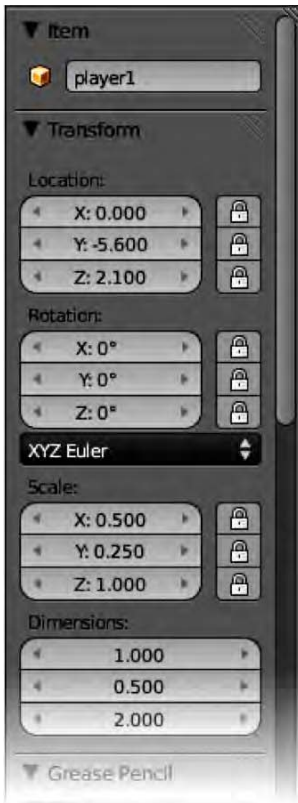 Item
player1
Transform
Location:
X: 0.000
Y: -5.600
Z: 2.100
Rotation:
X: 0°
Y: 0°
Z: 0°
XYZ Euler
Scale:
X: 0.500
Y: 0.250
Z: 1.000
Dimensions:
1.000
0.500
2.000
Grease Pencil